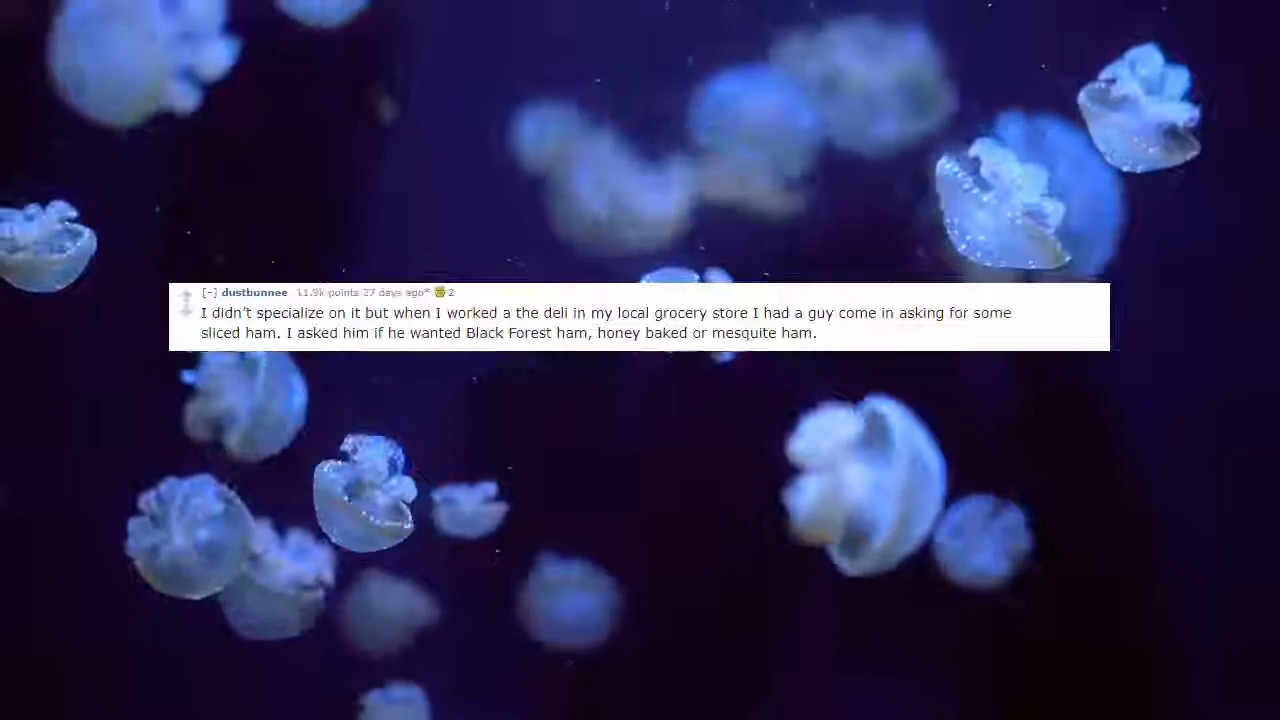 [–] dustbunnee 11.9k points 27 days ago* 2
I didn't specialize on it but when I worked a the deli in my local grocery store I had a guy come in asking for some
sliced ham. I asked him if he wanted Black Forest ham, honey baked or mesquite ham.